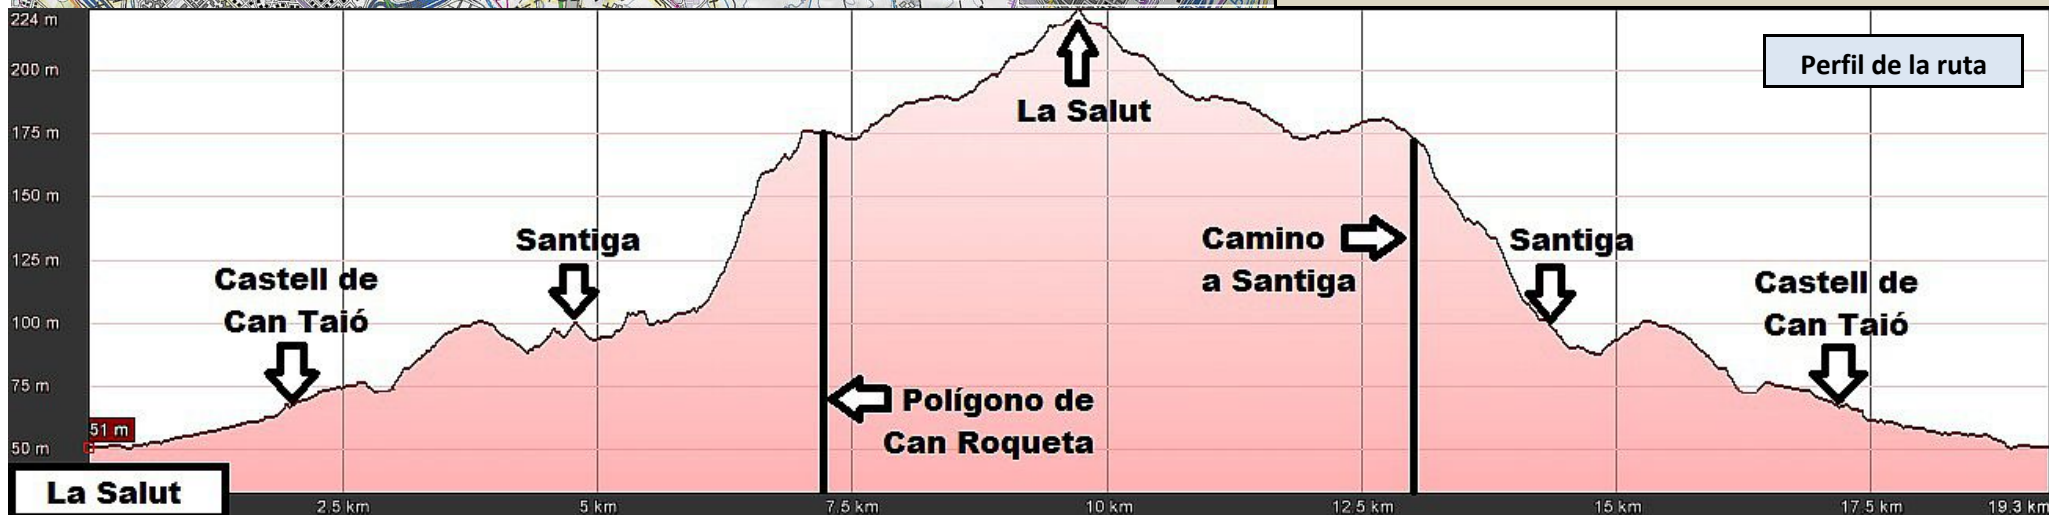 224 m
200 m
175 m
150 m
125 m
100 m
75 m
50 m
51 m
Perfil de la ruta
La Salut
Santiga
Castell de
Can Taió
Camino
a Santiga
Santiga
Castell de
Can Taió
Polígono de
Can Roqueta
La Salut
2.5 km
5 km
7.5 km
10 km
12.5 km
15 km
17.5 km
19.3 km